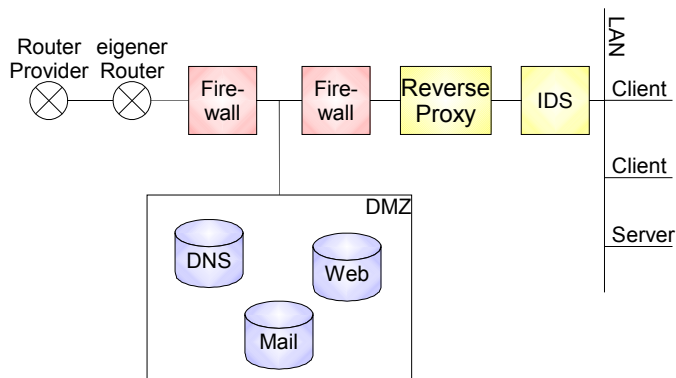 Router
Provider
eigener
Router
Fire-
wall
Fire-
wall
Reverse
Proxy
IDS
LAN
Client
Client
Server
DMZ
DNS
Web
Mail